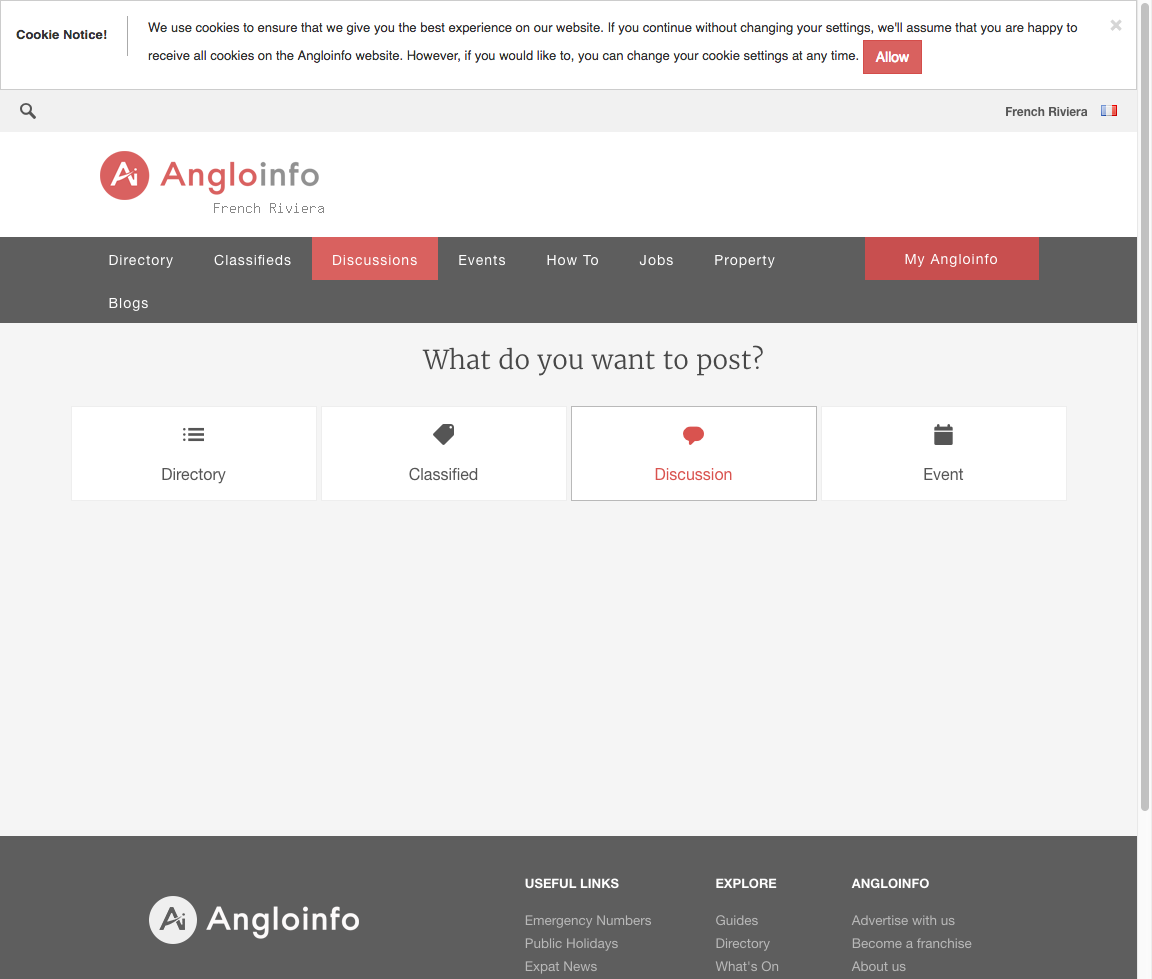 Cookie Notice!
We use cookies to ensure that we give you the best experience on our website. If you continue without changing your settings, we'll assume that you are happy to
receive all cookies on the Angloinfo website. However, if you would like to, you can change your cookie settings at any time. Allow
French Riviera
Angloinfo
French Riviera
Directory Classifieds Discussions Events How To Jobs Property My Angloinfo
Blogs
What do you want to post?
Directory Classified Discussion Event
Angloinfo
USEFUL LINKS
Emergency Numbers
Public Holidays
Expat News
EXPLORE
Guides
Directory
What's On
ANGLOINFO
Advertise with us
Become a franchise
About us